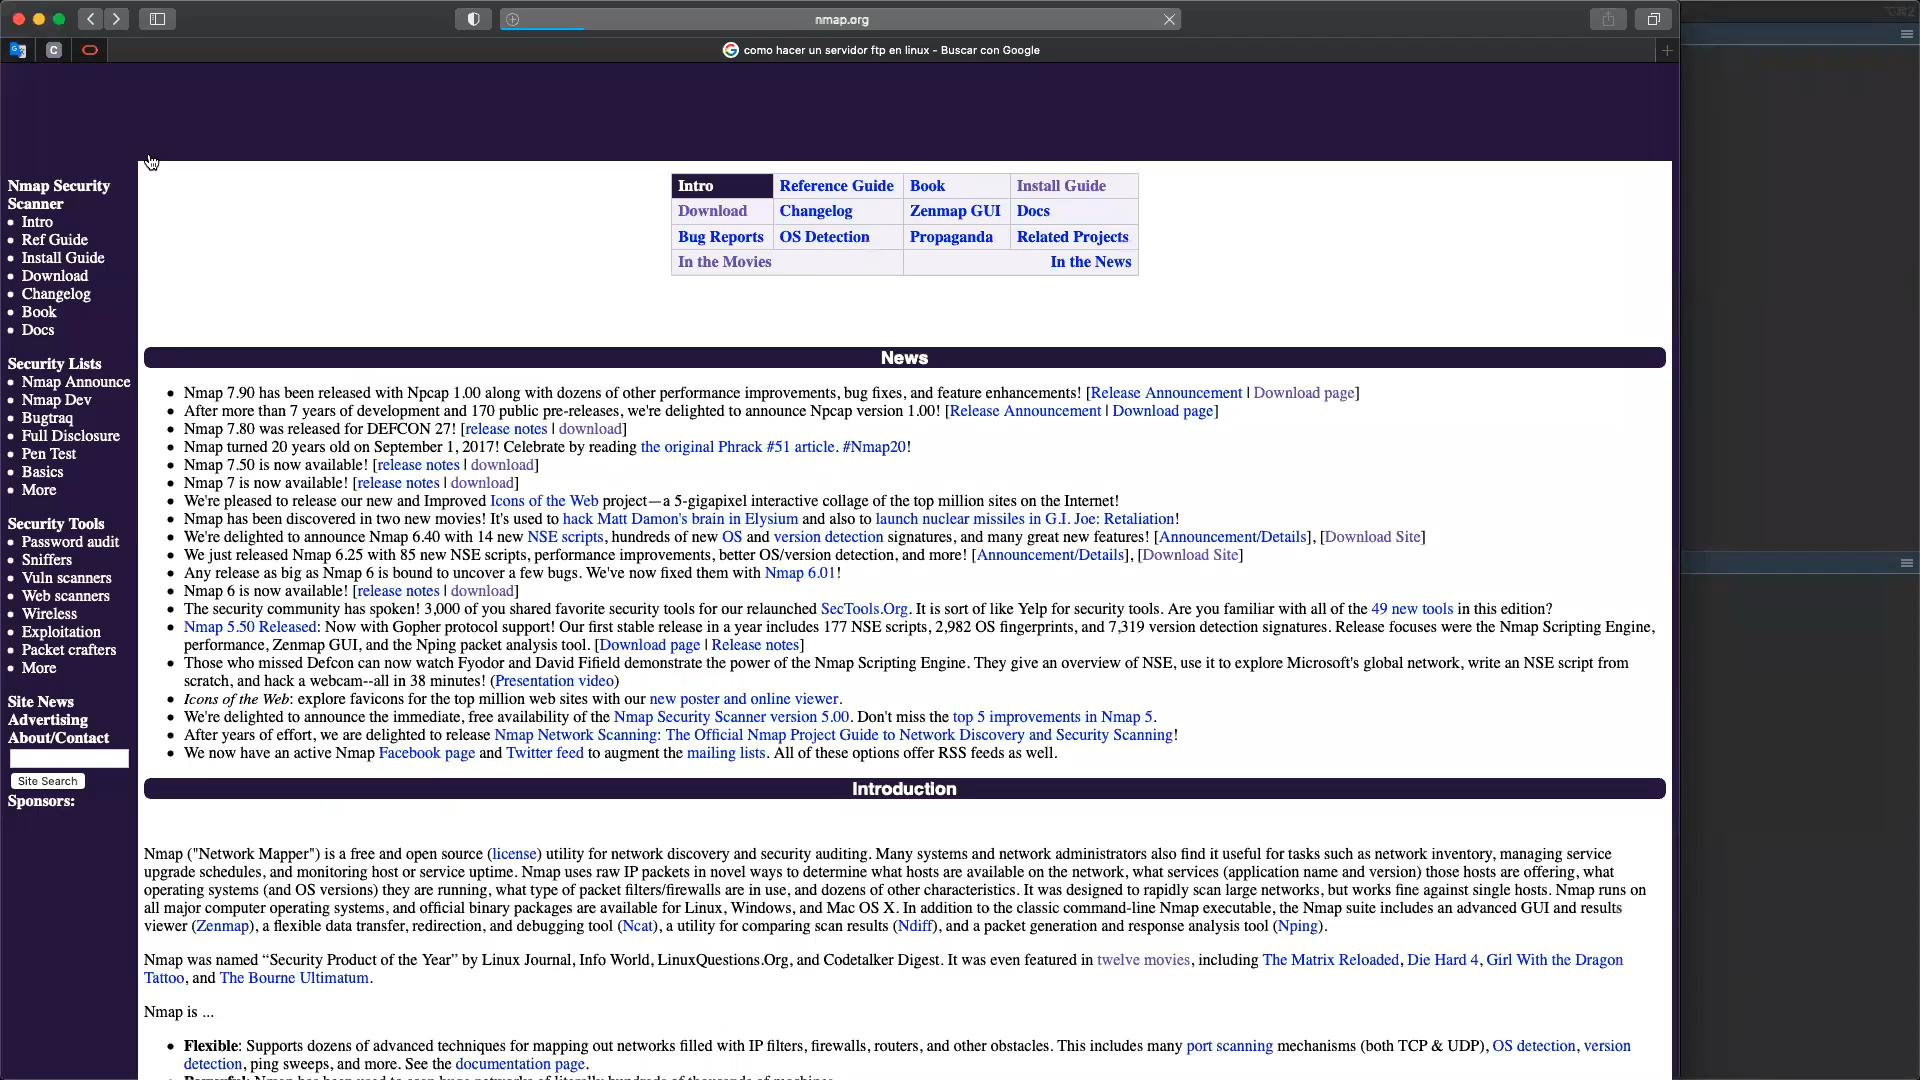 nmap.org
C
como hacer un servidor ftp en linux - Buscar con Google
Nmap Security
Scanner
Intro
Ref Guide
Install Guide
Download
Changelog
Book
Docs
Security Lists
Nmap Announce
Nmap Dev
Bugtraq
Full Disclosure
Pen Test
Basics
More
Security Tools
Password audit
Sniffers
Vuln scanners
Web scanners
Wireless
Exploitation
Packet crafters
More
Site News
Advertising
About/Contact
Site Search
Sponsors:
Intro Reference Guide Book Install Guide
Download Changelog Zenmap GUI Docs
Bug Reports OS Detection Propaganda Related Projects
In the Movies In the News
News
Nmap 7.90 has been released with Npcap 1.00 along with dozens of other performance improvements, bug fixes, and feature enhancements! [Release Announcement | Download page]
After more than 7 years of development and 170 public pre-releases, we're delighted to announce Npcap version 1.00! [Release Announcement | Download page]
Nmap 7.80 was released for DEFCON 27! [release notes | download]
Nmap turned 20 years old on September 1, 2017! Celebrate by reading the original Phrack #51 article. #Nmap20!
Nmap 7.50 is now available! [release notes | download]
Nmap 7 is now available! [release notes | download]
We're pleased to release our new and Improved Icons of the Web project—a 5-gigapixel interactive collage of the top million sites on the Internet!
Nmap has been discovered in two new movies! It's used to hack Matt Damon's brain in Elysium and also to launch nuclear missiles in G.I. Joe: Retaliation!
We're delighted to announce Nmap 6.40 with 14 new NSE scripts, hundreds of new OS and version detection signatures, and many great new features! [Announcement/Details], [Download Site]
We just released Nmap 6.25 with 85 new NSE scripts, performance improvements, better OS/version detection, and more! [Announcement/Details], [Download Site]
Any release as big as Nmap 6 is bound to uncover a few bugs. We've now fixed them with Nmap 6.01!
Nmap 6 is now available! [release notes | download]
The security community has spoken! 3,000 of you shared favorite security tools for our relaunched SecTools.Org. It is sort of like Yelp for security tools. Are you familiar with all of the 49 new tools in this edition?
Nmap 5.50 Released: Now with Gopher protocol support! Our first stable release in a year includes 177 NSE scripts, 2,982 OS fingerprints, and 7,319 version detection signatures. Release focuses were the Nmap Scripting Engine,
performance, Zenmap GUI, and the Nping packet analysis tool. [Download page | Release notes]
Those who missed Defcon can now watch Fyodor and David Fifield demonstrate the power of the Nmap Scripting Engine. They give an overview of NSE, use it to explore Microsoft's global network, write an NSE script from
scratch, and hack a webcam--all in 38 minutes! (Presentation video)
Icons of the Web: explore favicons for the top million web sites with our new poster and online viewer.
We're delighted to announce the immediate, free availability of the Nmap Security Scanner version 5.00. Don't miss the top 5 improvements in Nmap 5.
After years of effort, we are delighted to release Nmap Network Scanning: The Official Nmap Project Guide to Network Discovery and Security Scanning!
We now have an active Nmap Facebook page and Twitter feed to augment the mailing lists. All of these options offer RSS feeds as well.
Introduction
Nmap ("Network Mapper") is a free and open source (license) utility for network discovery and security auditing. Many systems and network administrators also find it useful for tasks such as network inventory, managing service
upgrade schedules, and monitoring host or service uptime. Nmap uses raw IP packets in novel ways to determine what hosts are available on the network, what services (application name and version) those hosts are offering, what
operating systems (and OS versions) they are running, what type of packet filters/firewalls are in use, and dozens of other characteristics. It was designed to rapidly scan large networks, but works fine against single hosts. Nmap runs on
all major computer operating systems, and official binary packages are available for Linux, Windows, and Mac OS X. In addition to the classic command-line Nmap executable, the Nmap suite includes an advanced GUI and results
viewer (Zenmap), a flexible data transfer, redirection, and debugging tool (Ncat), a utility for comparing scan results (Ndiff), and a packet generation and response analysis tool (Nping).
Nmap was named “Security Product of the Year” by Linux Journal, Info World, LinuxQuestions.Org, and Codetalker Digest. It was even featured in twelve movies, including The Matrix Reloaded, Die Hard 4, Girl With the Dragon
Tattoo, and The Bourne Ultimatum.
Nmap is ...
Flexible: Supports dozens of advanced techniques for mapping out networks filled with IP filters, firewalls, routers, and other obstacles. This includes many port scanning mechanisms (both TCP & UDP), OS detection, version
detection, ping sweeps, and more. See the documentation page.